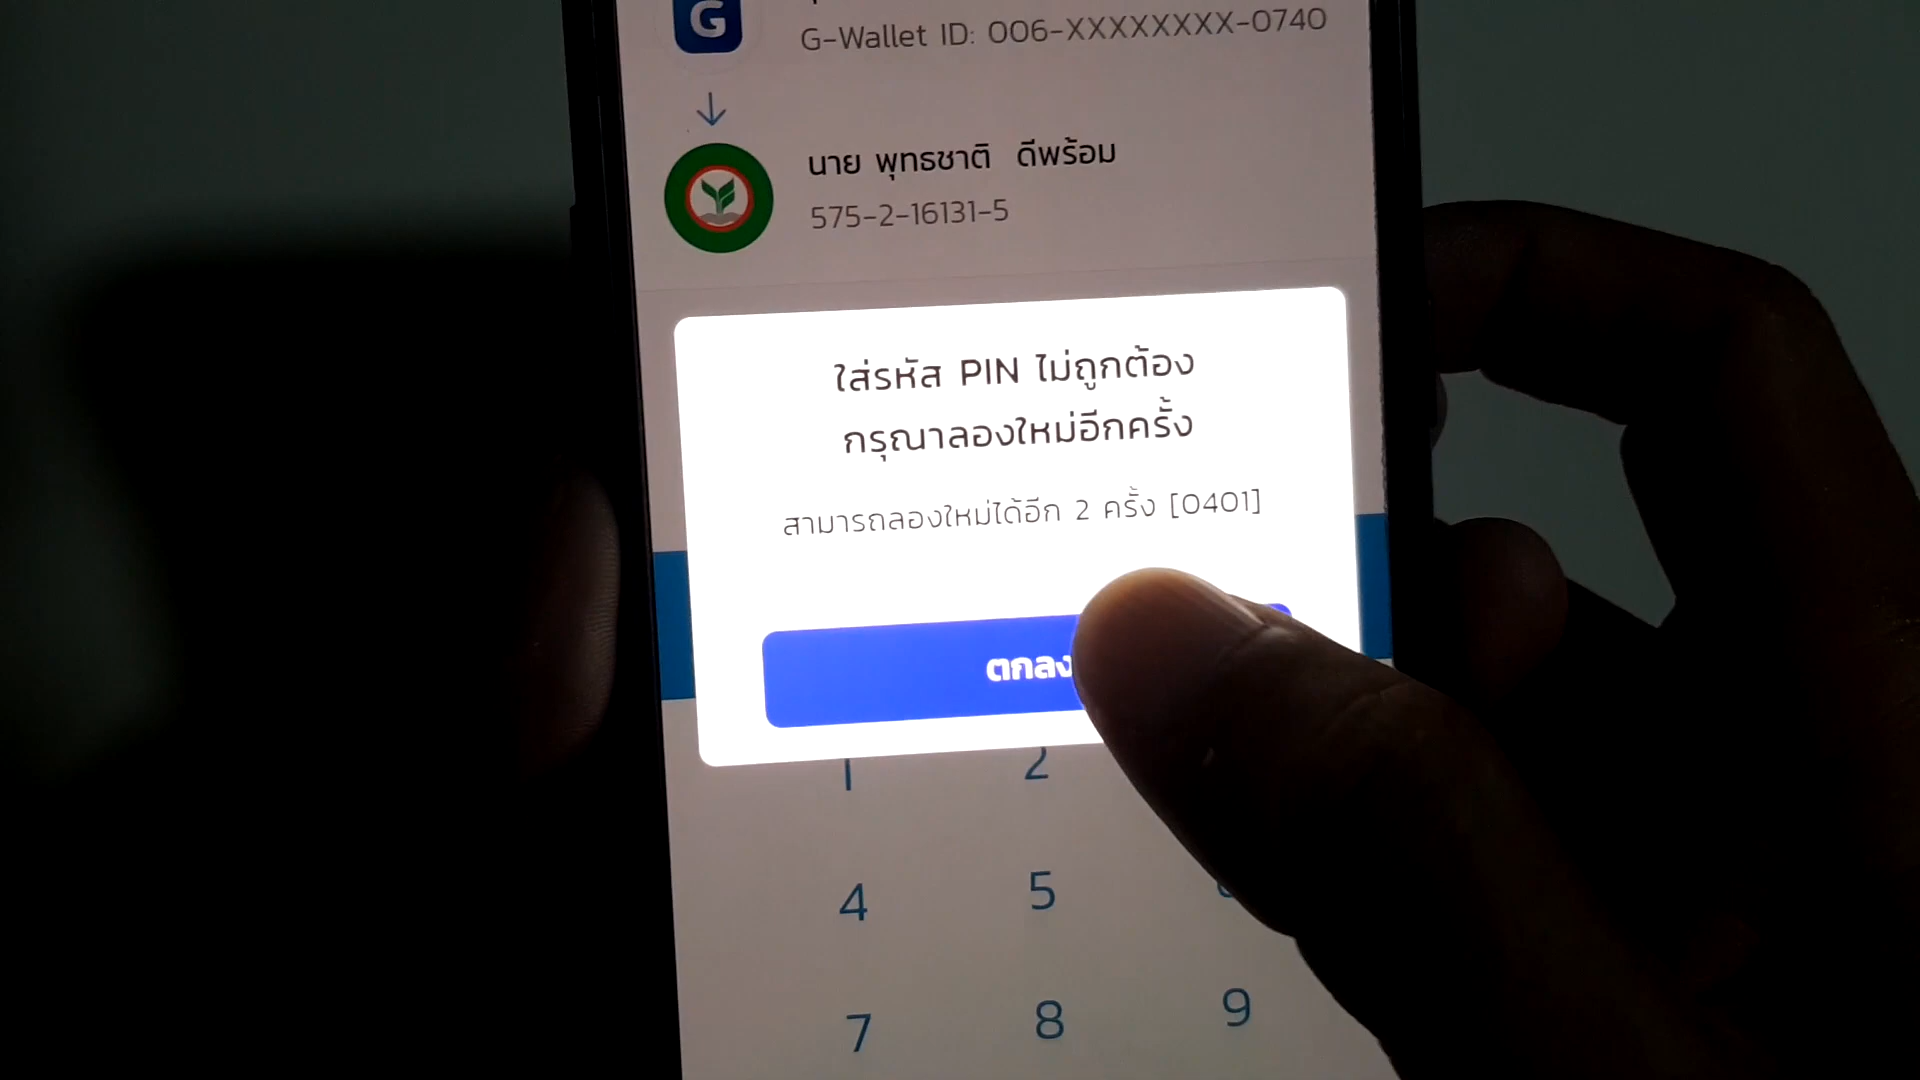 G
G-Wallet ID: 006-XXXXXXXX-0740
นาย พุทธชาติ ดีพร้อม
575-2-16131-5
ใส่รหัส PIN ไม่ถูกต้อง
กรุณาลองใหม่อีกครั้ง
สามารถลองใหม่ได้อีก 2 ครั้ง [0401]
ตกลง
1 2
4 5
7 8 9